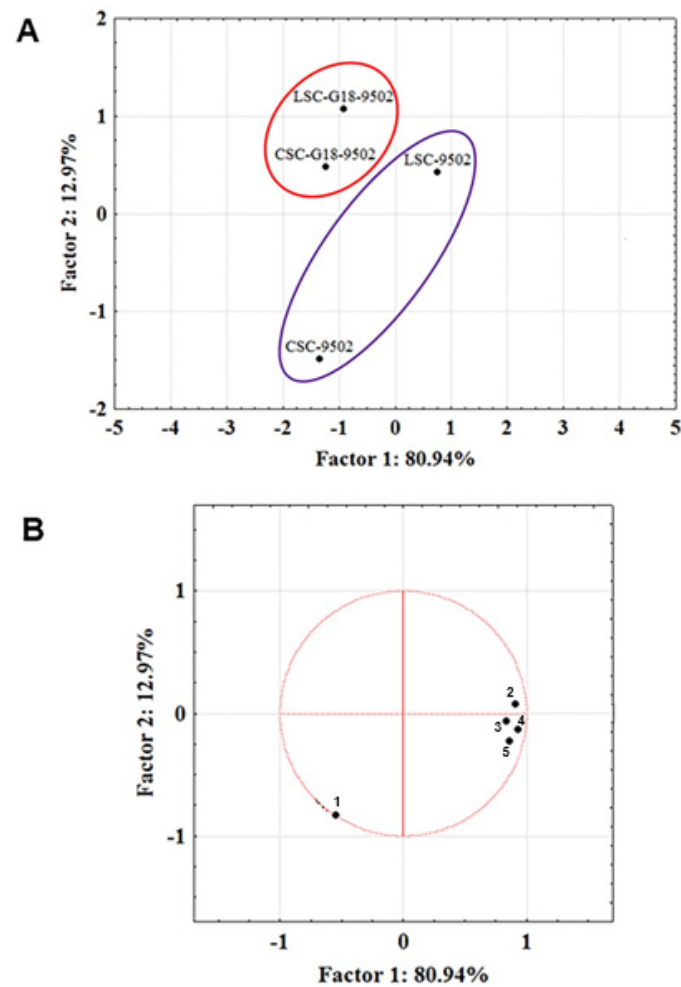 A
2
LSC-G18-9502
1
CSC-G18-9502
LSC-9502
0
Factor 2: 12.97%
-1
CSC-9502
-2
-5 -4 -3 -2 -1 0 1 2 3 4 5
Factor 1: 80.94%
B
1
2
0
3 4
5
Factor 2: 12.97%
1
-1
-1 0 1
Factor 1: 80.94%